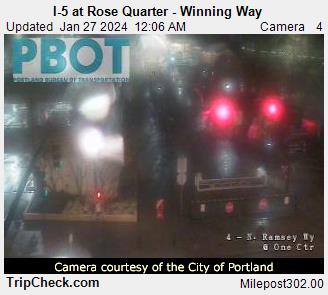 I-5 at Rose Quarter - Winning Way
Updated Jan 27 2024 12:06 AM Camera 4
PBOT
PORTLAND BUREAU OF TRANSPORTATION
4 - N. Ramsey Wy
@ One Ctr
Camera courtesy of the City of Portland
TripCheck.com Milepost302.00